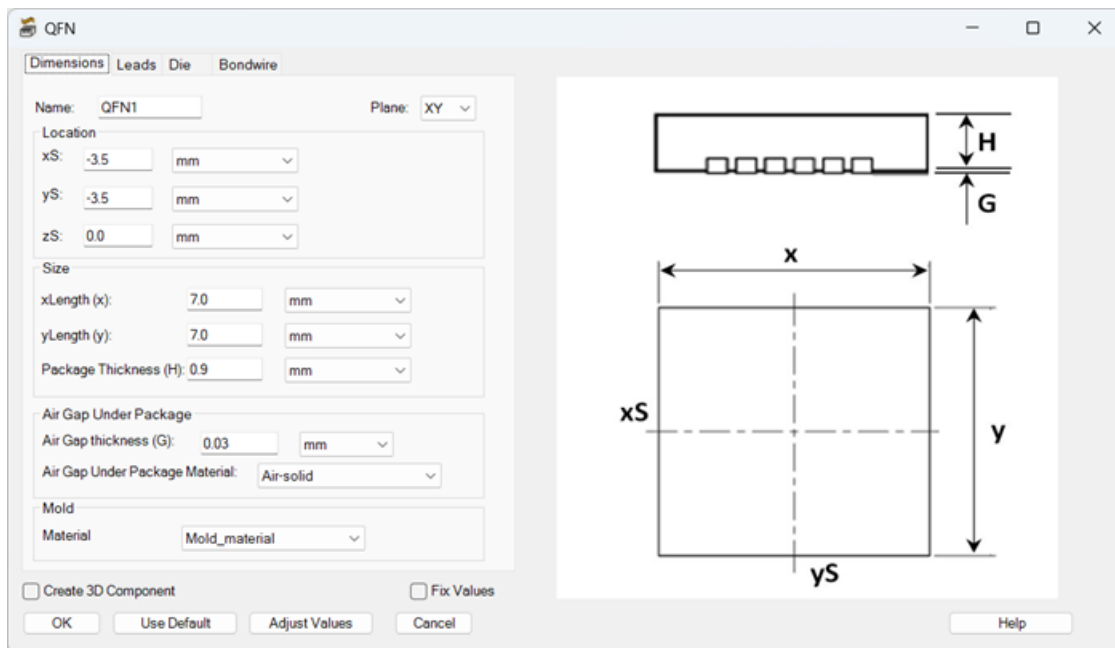 QFN
Dimensions Leads Die Bondwire
Name: QFN1 Plane: XY
Location
xS: -3.5 mm
yS: -3.5 mm
zS: 0.0 mm
Size
xLength (x): 7.0 mm
yLength (y): 7.0 mm
Package Thickness (H): 0.9 mm
Air Gap Under Package
Air Gap thickness (G): 0.03 mm
Air Gap Under Package Material: Air-solid
Mold
Material Mold_material
Create 3D Component Fix Values
OK Use Default Adjust Values Cancel
H
G
x
xS
y
yS
Help